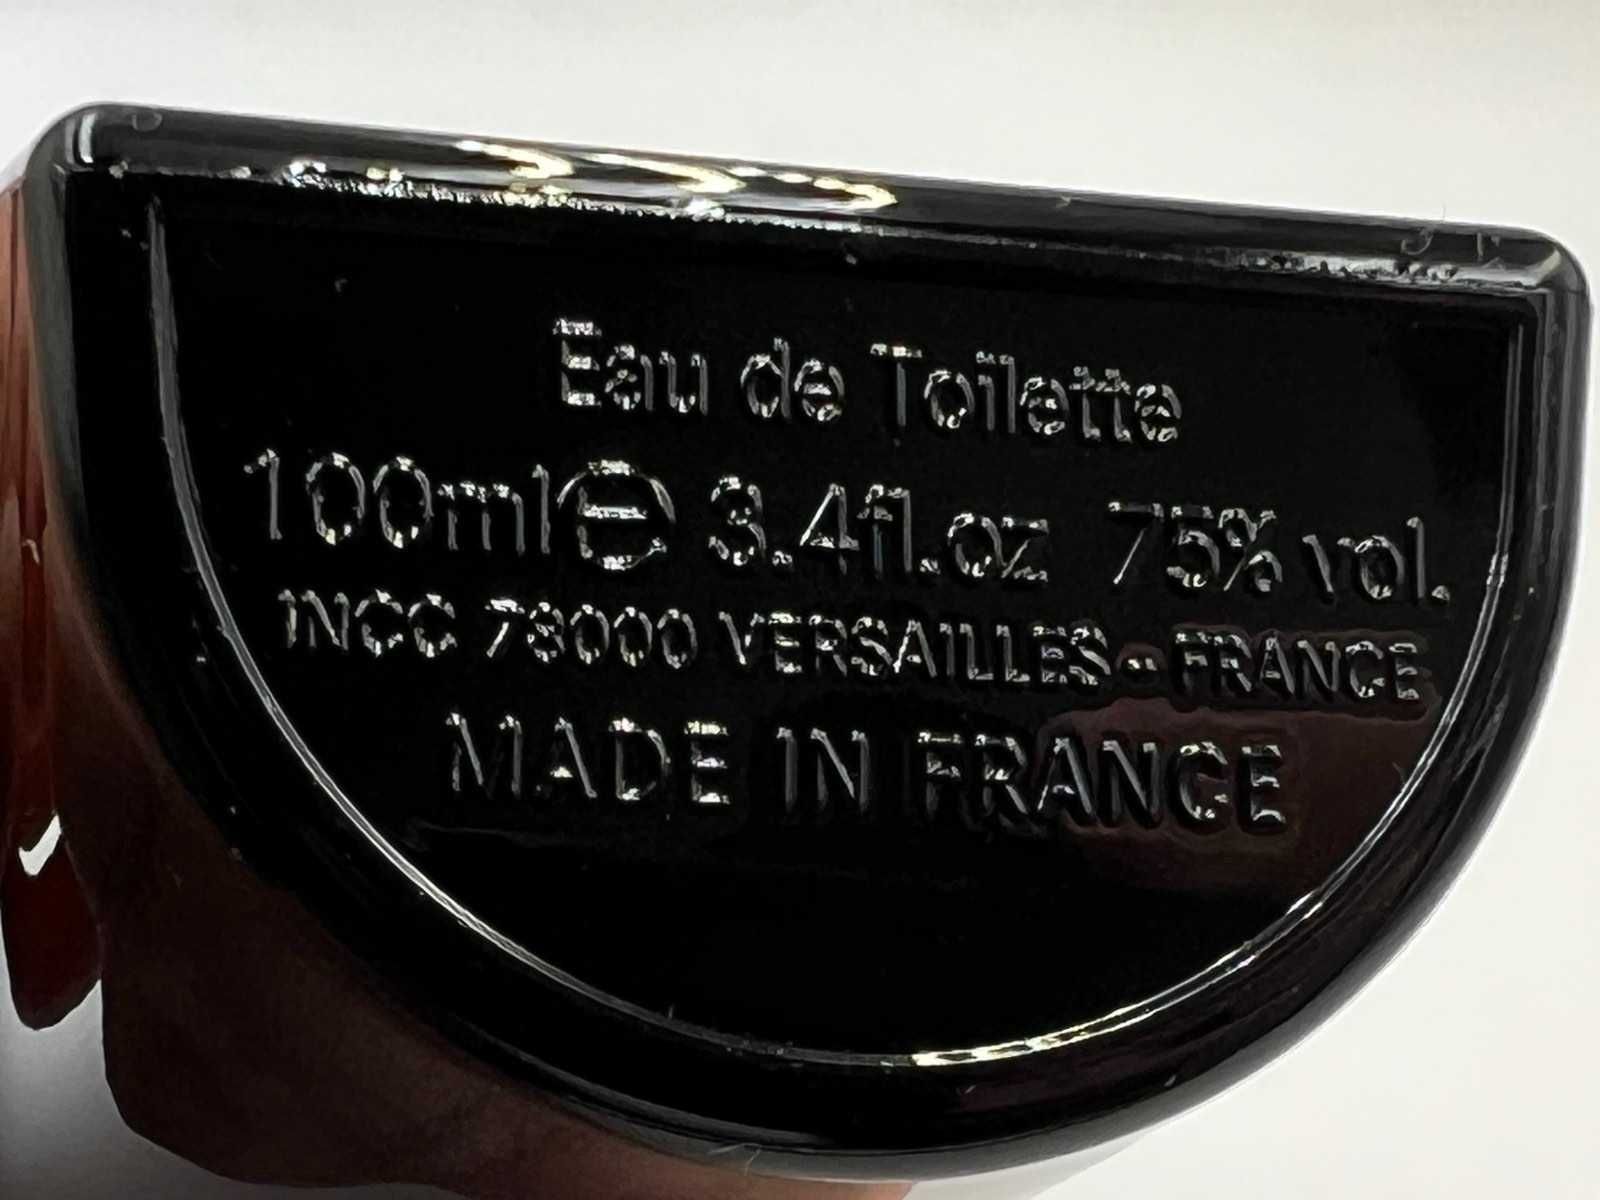 Eau de Toilette
100ml℮ 3.4fl.oz 75% vol.
INCC 78000 VERSAILLES - FRANCE
MADE IN FRANCE